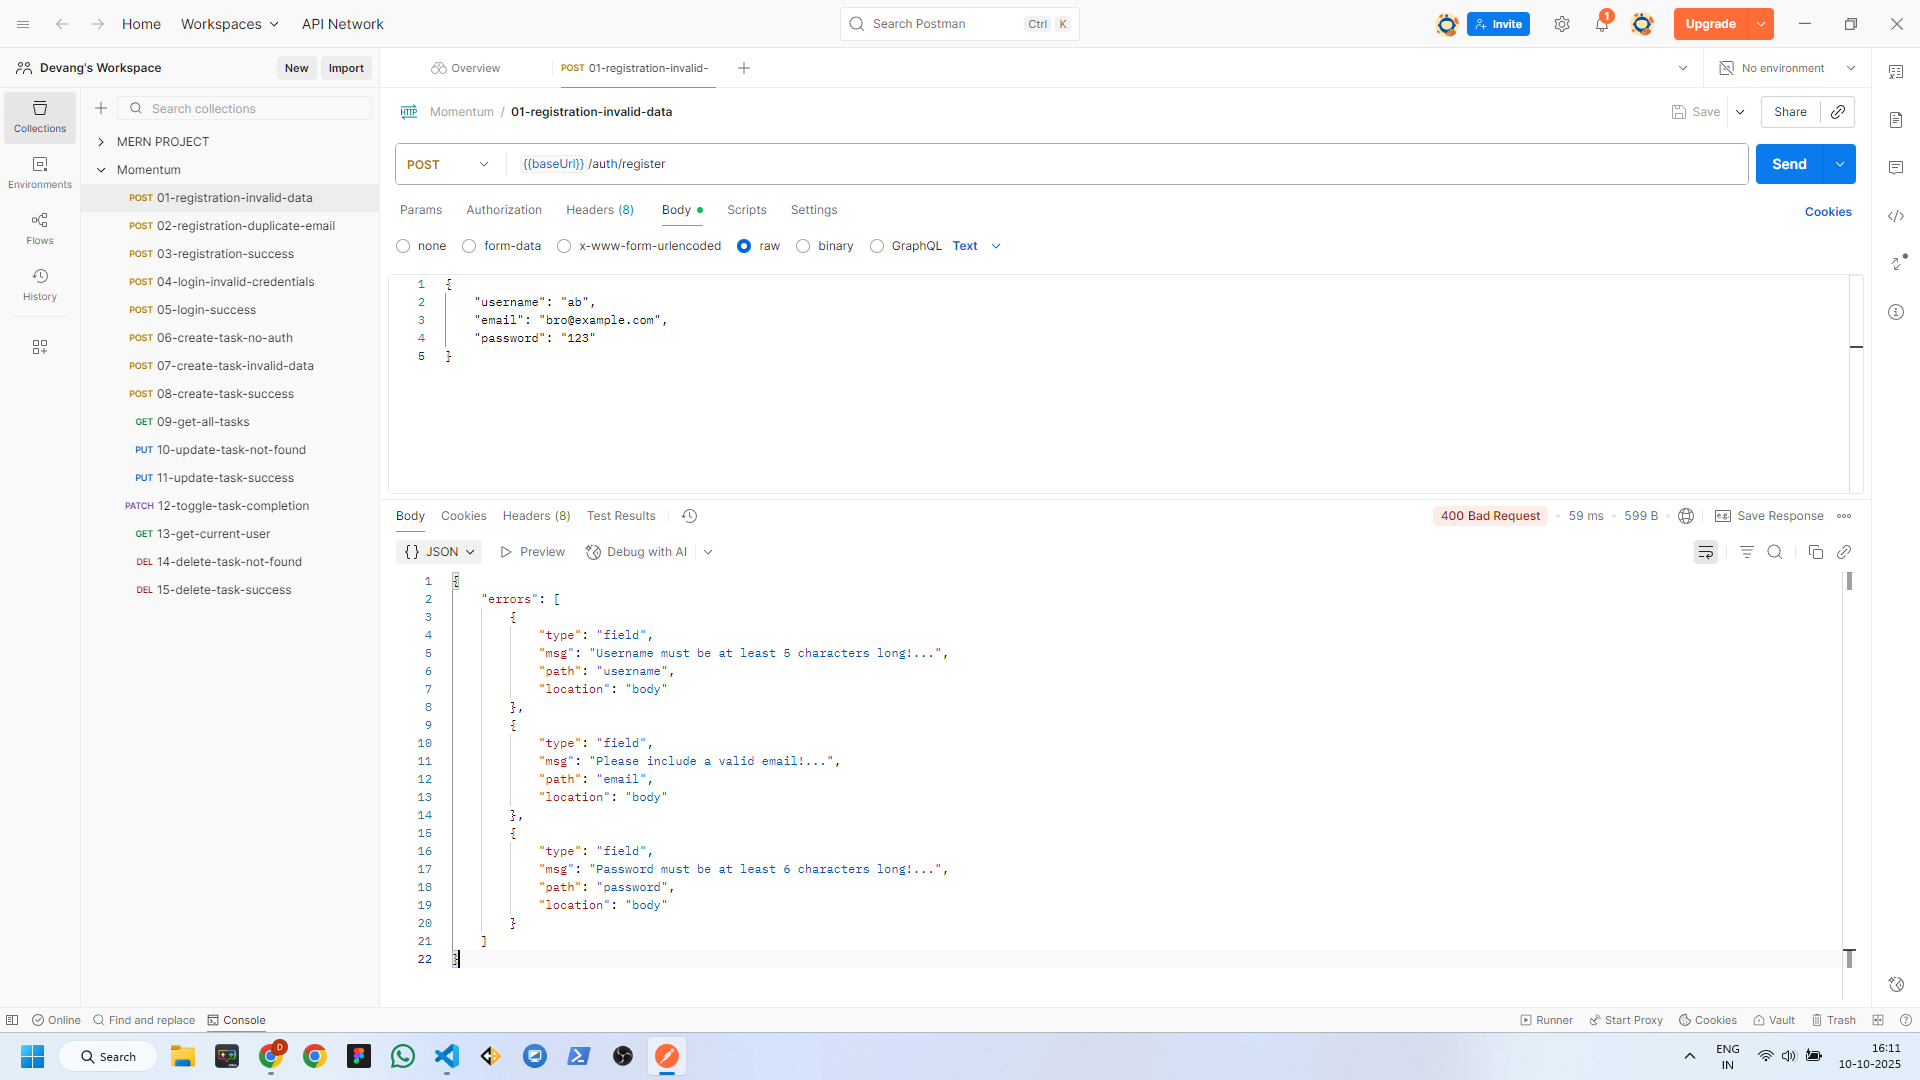 Home
Workspaces
API Network
Search Postman
Ctrl
K
Invite
1
Upgrade
Devang's Workspace
New
Import
Overview
POST 01-registration-invalid-
No environment
Collections
Environments
Flows
History
Search collections
MERN PROJECT
Momentum
POST 01-registration-invalid-data
POST 02-registration-duplicate-email
POST 03-registration-success
POST 04-login-invalid-credentials
POST 05-login-success
POST 06-create-task-no-auth
POST 07-create-task-invalid-data
POST 08-create-task-success
GET 09-get-all-tasks
PUT 10-update-task-not-found
PUT 11-update-task-success
PATCH 12-toggle-task-completion
GET 13-get-current-user
DEL 14-delete-task-not-found
DEL 15-delete-task-success
HTTP Momentum / 01-registration-invalid-data
Save
Share
POST {{baseUrl}} /auth/register
Send
Params Authorization Headers (8) Body Scripts Settings
Cookies
none form-data x-www-form-urlencoded raw binary GraphQL Text
1 {
2 "username": "ab",
3 "email": "bro@example.com",
4 "password": "123"
5 }
Body Cookies Headers (8) Test Results
400 Bad Request • 59 ms • 599 B
e.g. Save Response
{} JSON Preview Debug with AI
1 {
2 "errors": [
3 {
4 "type": "field",
5 "msg": "Username must be at least 5 characters long!...",
6 "path": "username",
7 "location": "body"
8 },
9 {
10 "type": "field",
11 "msg": "Please include a valid email!...",
12 "path": "email",
13 "location": "body"
14 },
15 {
16 "type": "field",
17 "msg": "Password must be at least 6 characters long!...",
18 "path": "password",
19 "location": "body"
20 }
21 ]
22 }
Online Find and replace Console
Runner Start Proxy Cookies Vault Trash
Search
D
ENG
IN
16:11
10-10-2025